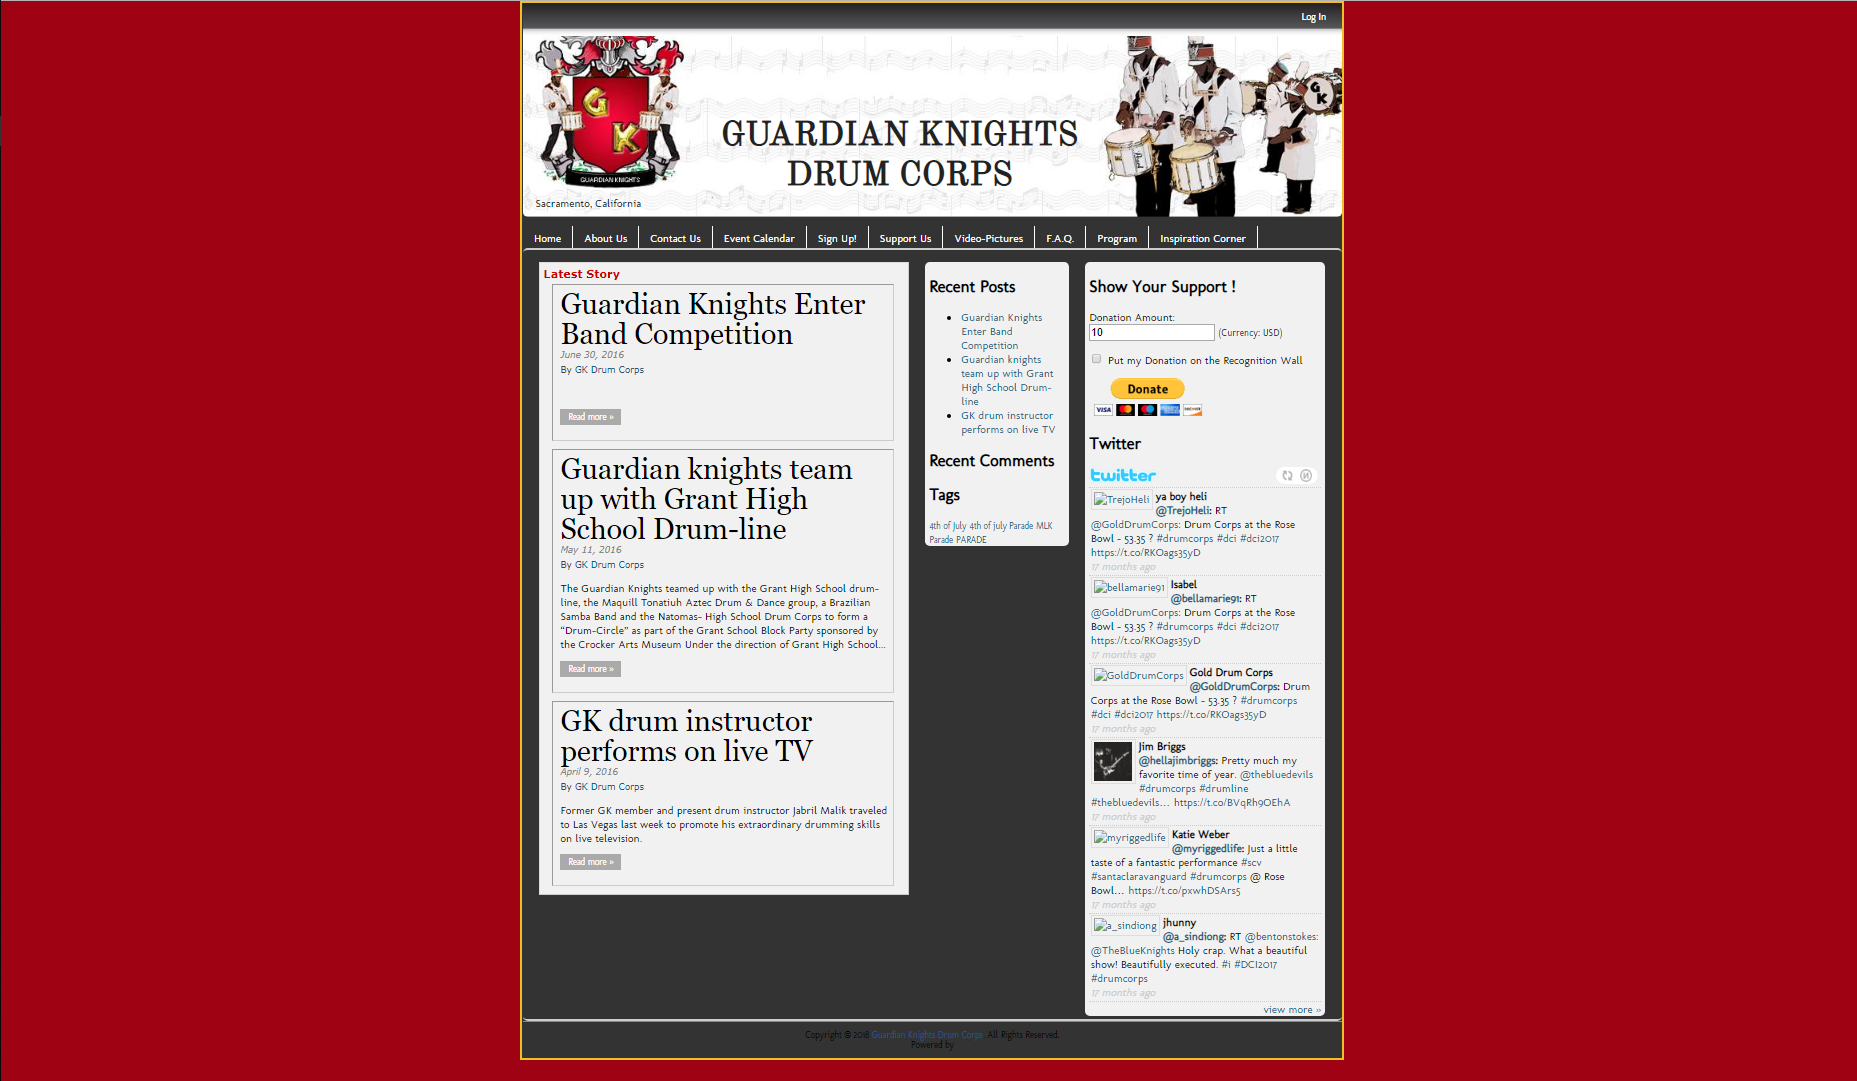 Log In
G
K
GUARDIAN KNIGHTS
GUARDIAN KNIGHTS
DRUM CORPS
G
K
Sacramento, California
Home
About Us
Contact Us
Event Calendar
Sign Up!
Support Us
Video-Pictures
F.A.Q.
Program
Inspiration Corner
Latest Story
Guardian Knights Enter
Band Competition
June 30, 2016
By GK Drum Corps
Read more »
Guardian knights team
up with Grant High
School Drum-line
May 11, 2016
By GK Drum Corps
The Guardian Knights teamed up with the Grant High School drum-
line, the Maquill Tonatiuh Aztec Drum & Dance group, a Brazilian
Samba Band and the Natomas- High School Drum Corps to form a
“Drum-Circle” as part of the Grant School Block Party sponsored by
the Crocker Arts Museum Under the direction of Grant High School...
Read more »
GK drum instructor
performs on live TV
April 9, 2016
By GK Drum Corps
Former GK member and present drum instructor Jabril Malik traveled
to Las Vegas last week to promote his extraordinary drumming skills
on live television.
Read more »
Recent Posts
Guardian Knights
Enter Band
Competition
Guardian knights
team up with Grant
High School Drum-
line
GK drum instructor
performs on live TV
Recent Comments
Tags
4th of July 4th of july Parade MLK
Parade PARADE
Show Your Support !
Donation Amount:
10 (Currency: USD)
Put my Donation on the Recognition Wall
Donate
VISA
Twitter
twitter
TrejoHeli ya boy heli
@TrejoHeli: RT
@GoldDrumCorps: Drum Corps at the Rose
Bowl - 53.35 ? #drumcorps #dci #dci2017
https://t.co/RKOags35yD
17 months ago
bellamarie91 Isabel
@bellamarie91: RT
@GoldDrumCorps: Drum Corps at the Rose
Bowl - 53.35 ? #drumcorps #dci #dci2017
https://t.co/RKOags35yD
17 months ago
GoldDrumCorps Gold Drum Corps
@GoldDrumCorps: Drum
Corps at the Rose Bowl - 53.35 ? #drumcorps
#dci #dci2017 https://t.co/RKOags35yD
17 months ago
Jim Briggs
@hellajimbriggs: Pretty much my
favorite time of year. @thebluedevils
#drumcorps #drumline
#thebluedevils... https://t.co/BVqRh9OEhA
17 months ago
myriggedlife Katie Weber
@myriggedlife: Just a little
taste of a fantastic performance #scv
#santaclaravanguard #drumcorps @ Rose
Bowl... https://t.co/pxwhDSArs5
17 months ago
a_sindiong jhunny
@a_sindiong: RT @bentonstokes:
@TheBlueKnights Holy crap. What a beautiful
show! Beautifully executed. #i #DCI2017
#drumcorps
17 months ago
view more »
Copyright © 2018 Guardian Knights Drum Corps. All Rights Reserved.
Powered by